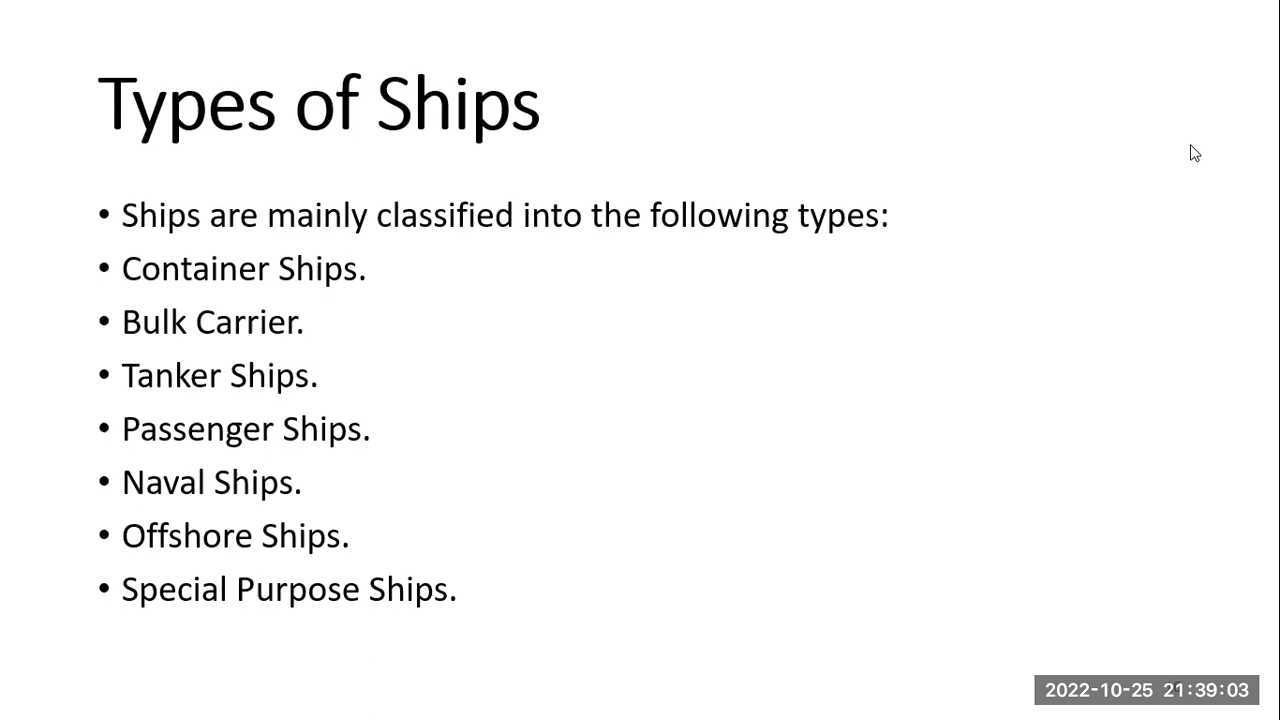 Types of Ships
• Ships are mainly classified into the following types:
• Container Ships.
• Bulk Carrier.
• Tanker Ships.
• Passenger Ships.
• Naval Ships.
• Offshore Ships.
• Special Purpose Ships.
2022-10-25 21:39:03